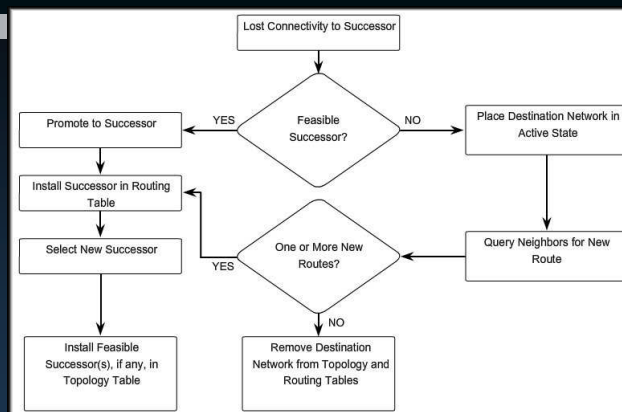 Lost Connectivity to Successor
Feasible
Successor?
YES
NO
Promote to Successor
Place Destination Network in
Active State
Install Successor in Routing
Table
Select New Successor
One or More New
Routes?
YES
Query Neighbors for New
Route
NO
Install Feasible
Successor(s), if any, in
Topology Table
Remove Destination
Network from Topology and
Routing Tables